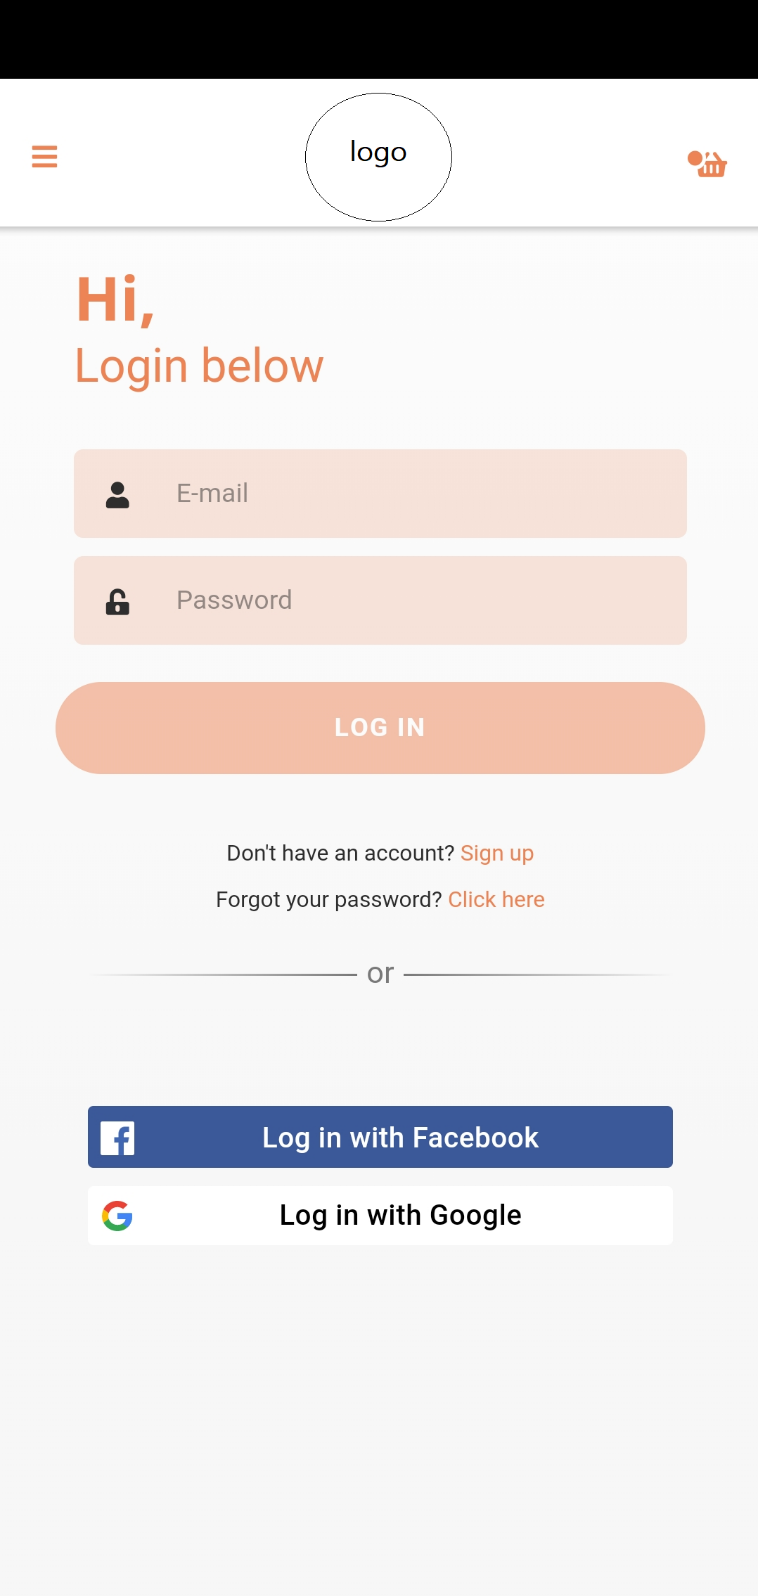 logo
Hi,
Login below
E-mail
Password
LOG IN
Don't have an account? Sign up
Forgot your password? Click here
or
Log in with Facebook
Log in with Google